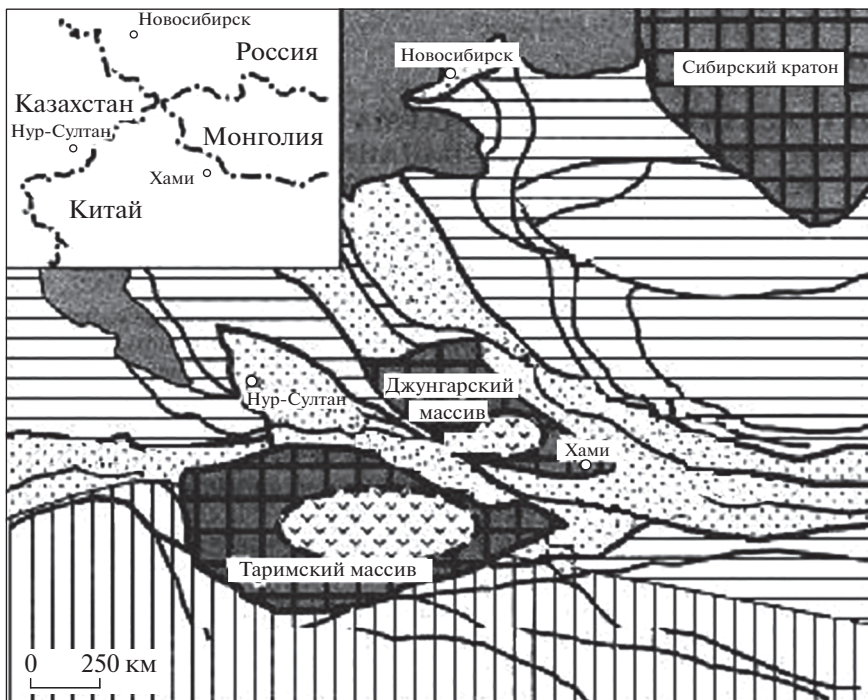 Новосибирск
Россия
Казахстан
Нур-Султан
Монголия
Хами
Китай
Новосибирск
Сибирский кратон
Джунгарский
массив
Нур-Султан
Хами
Таримский массив
0 250 км